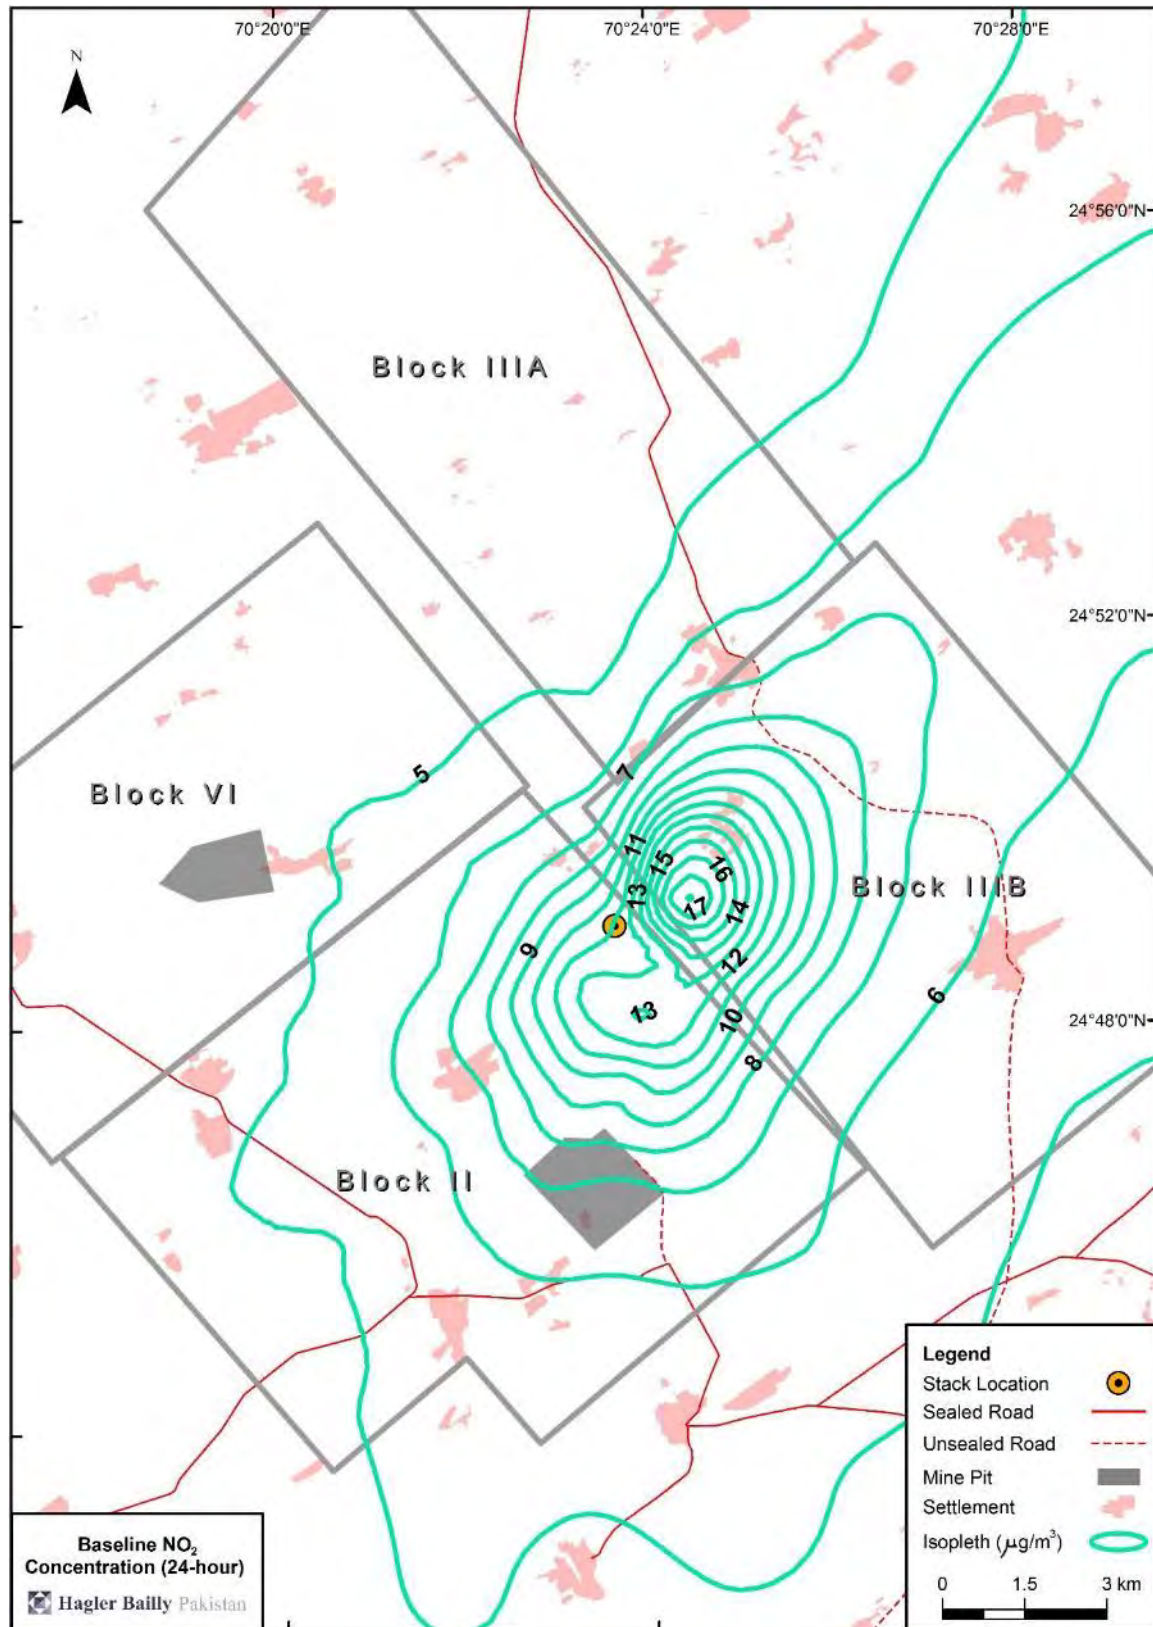 70°20'0"E
70°24'0"E
70°28'0"E
N
24°56'0"N
Block IIIA
24°52'0"N
5
7
Block VI
11
15
16
Block IIIB
13
17
14
9
12
6
13
10
24°48'0"N
8
Block II
Legend
Stack Location
Sealed Road
Unsealed Road
Mine Pit
Settlement
Isopleth (μg/m³)
0 1.5 3 km
Baseline NO₂
Concentration (24-hour)
Hagler Bailly Pakistan